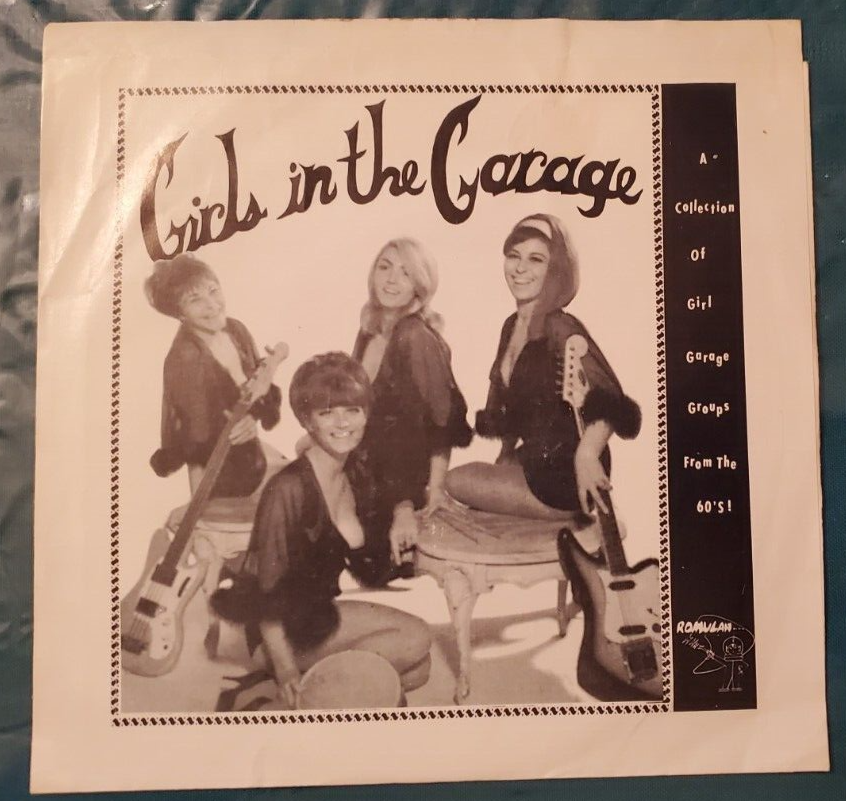 Girls in the Garage
A
Collection
Of
Girl
Garage
Groups
From The
60'S!
ROMULAN